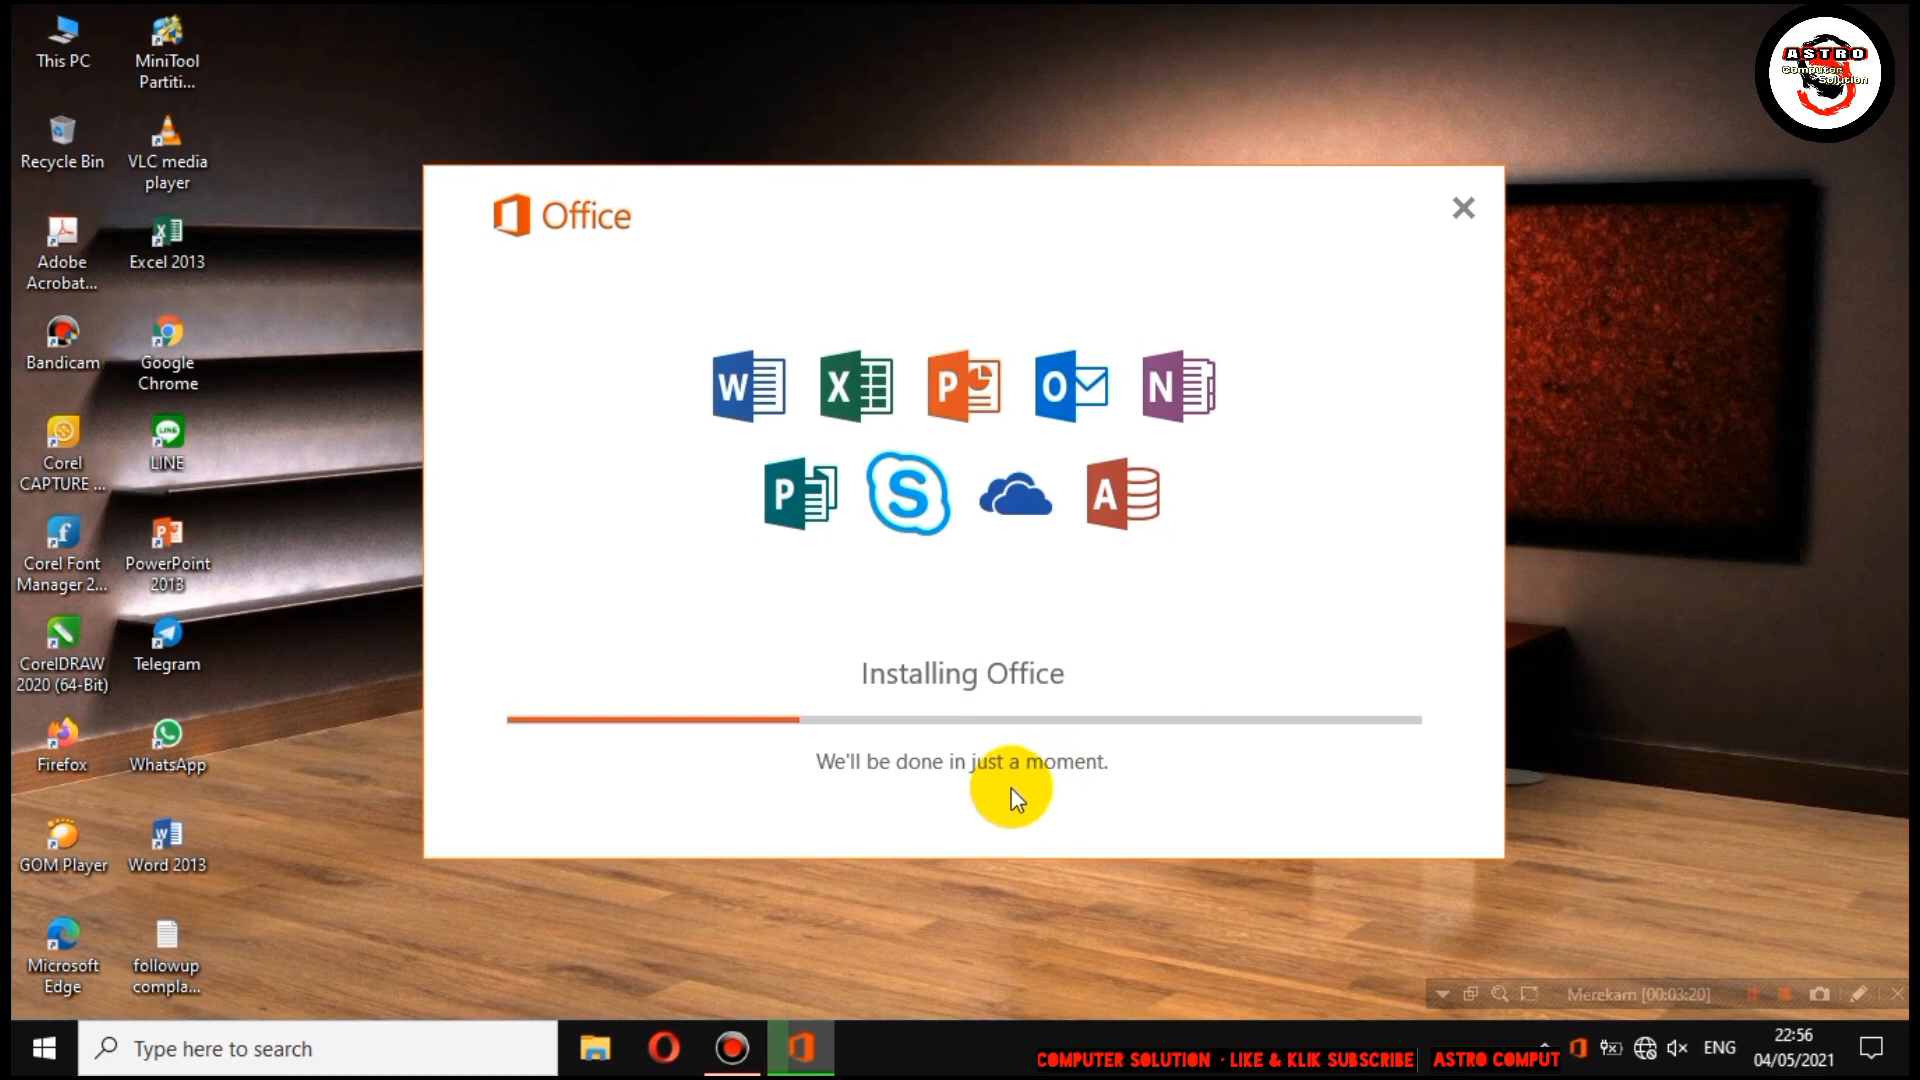 This PC
MiniTool
Partiti...
Recycle Bin
VLC media
player
Adobe
Acrobat...
Excel 2013
Bandicam
Google
Chrome
Corel
CAPTURE ...
LINE
Corel Font
Manager 2...
PowerPoint
2013
CorelDRAW
2020 (64-Bit)
Telegram
Firefox
WhatsApp
GOM Player
Word 2013
Microsoft
Edge
followup
compla...
ASTRO
Computer
Solution
Office
W
X
P
O
N
P
S
A
Installing Office
We'll be done in just a moment.
Merekam [00:03:20]
Type here to search
COMPUTER SOLUTION · LIKE & KLIK SUBSCRIBE
ASTRO COMPUT
ENG
22:56
04/05/2021